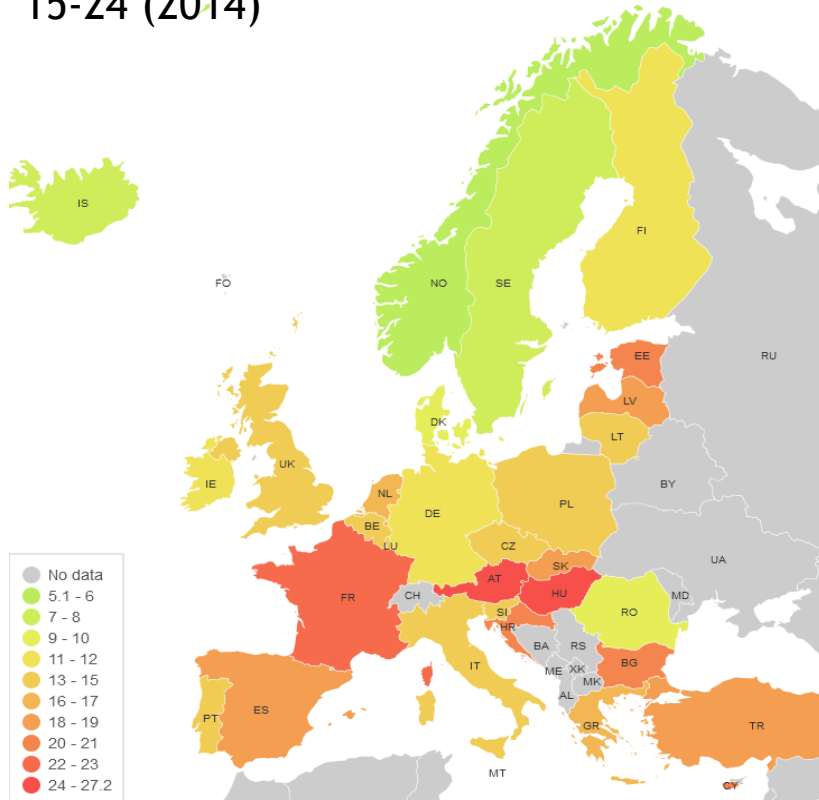 15-24 (2014)
IS
FO
NO
SE
FI
RU
EE
LV
LT
DK
BY
IE
UK
NL
BE
LU
DE
PL
CZ
SK
UA
FR
CH
AT
HU
MD
RO
SI
HR
BA
RS
ME
XK
MK
AL
BG
IT
PT
ES
GR
TR
MT
CY
No data
5.1 - 6
7 - 8
9 - 10
11 - 12
13 - 15
16 - 17
18 - 19
20 - 21
22 - 23
24 - 27.2